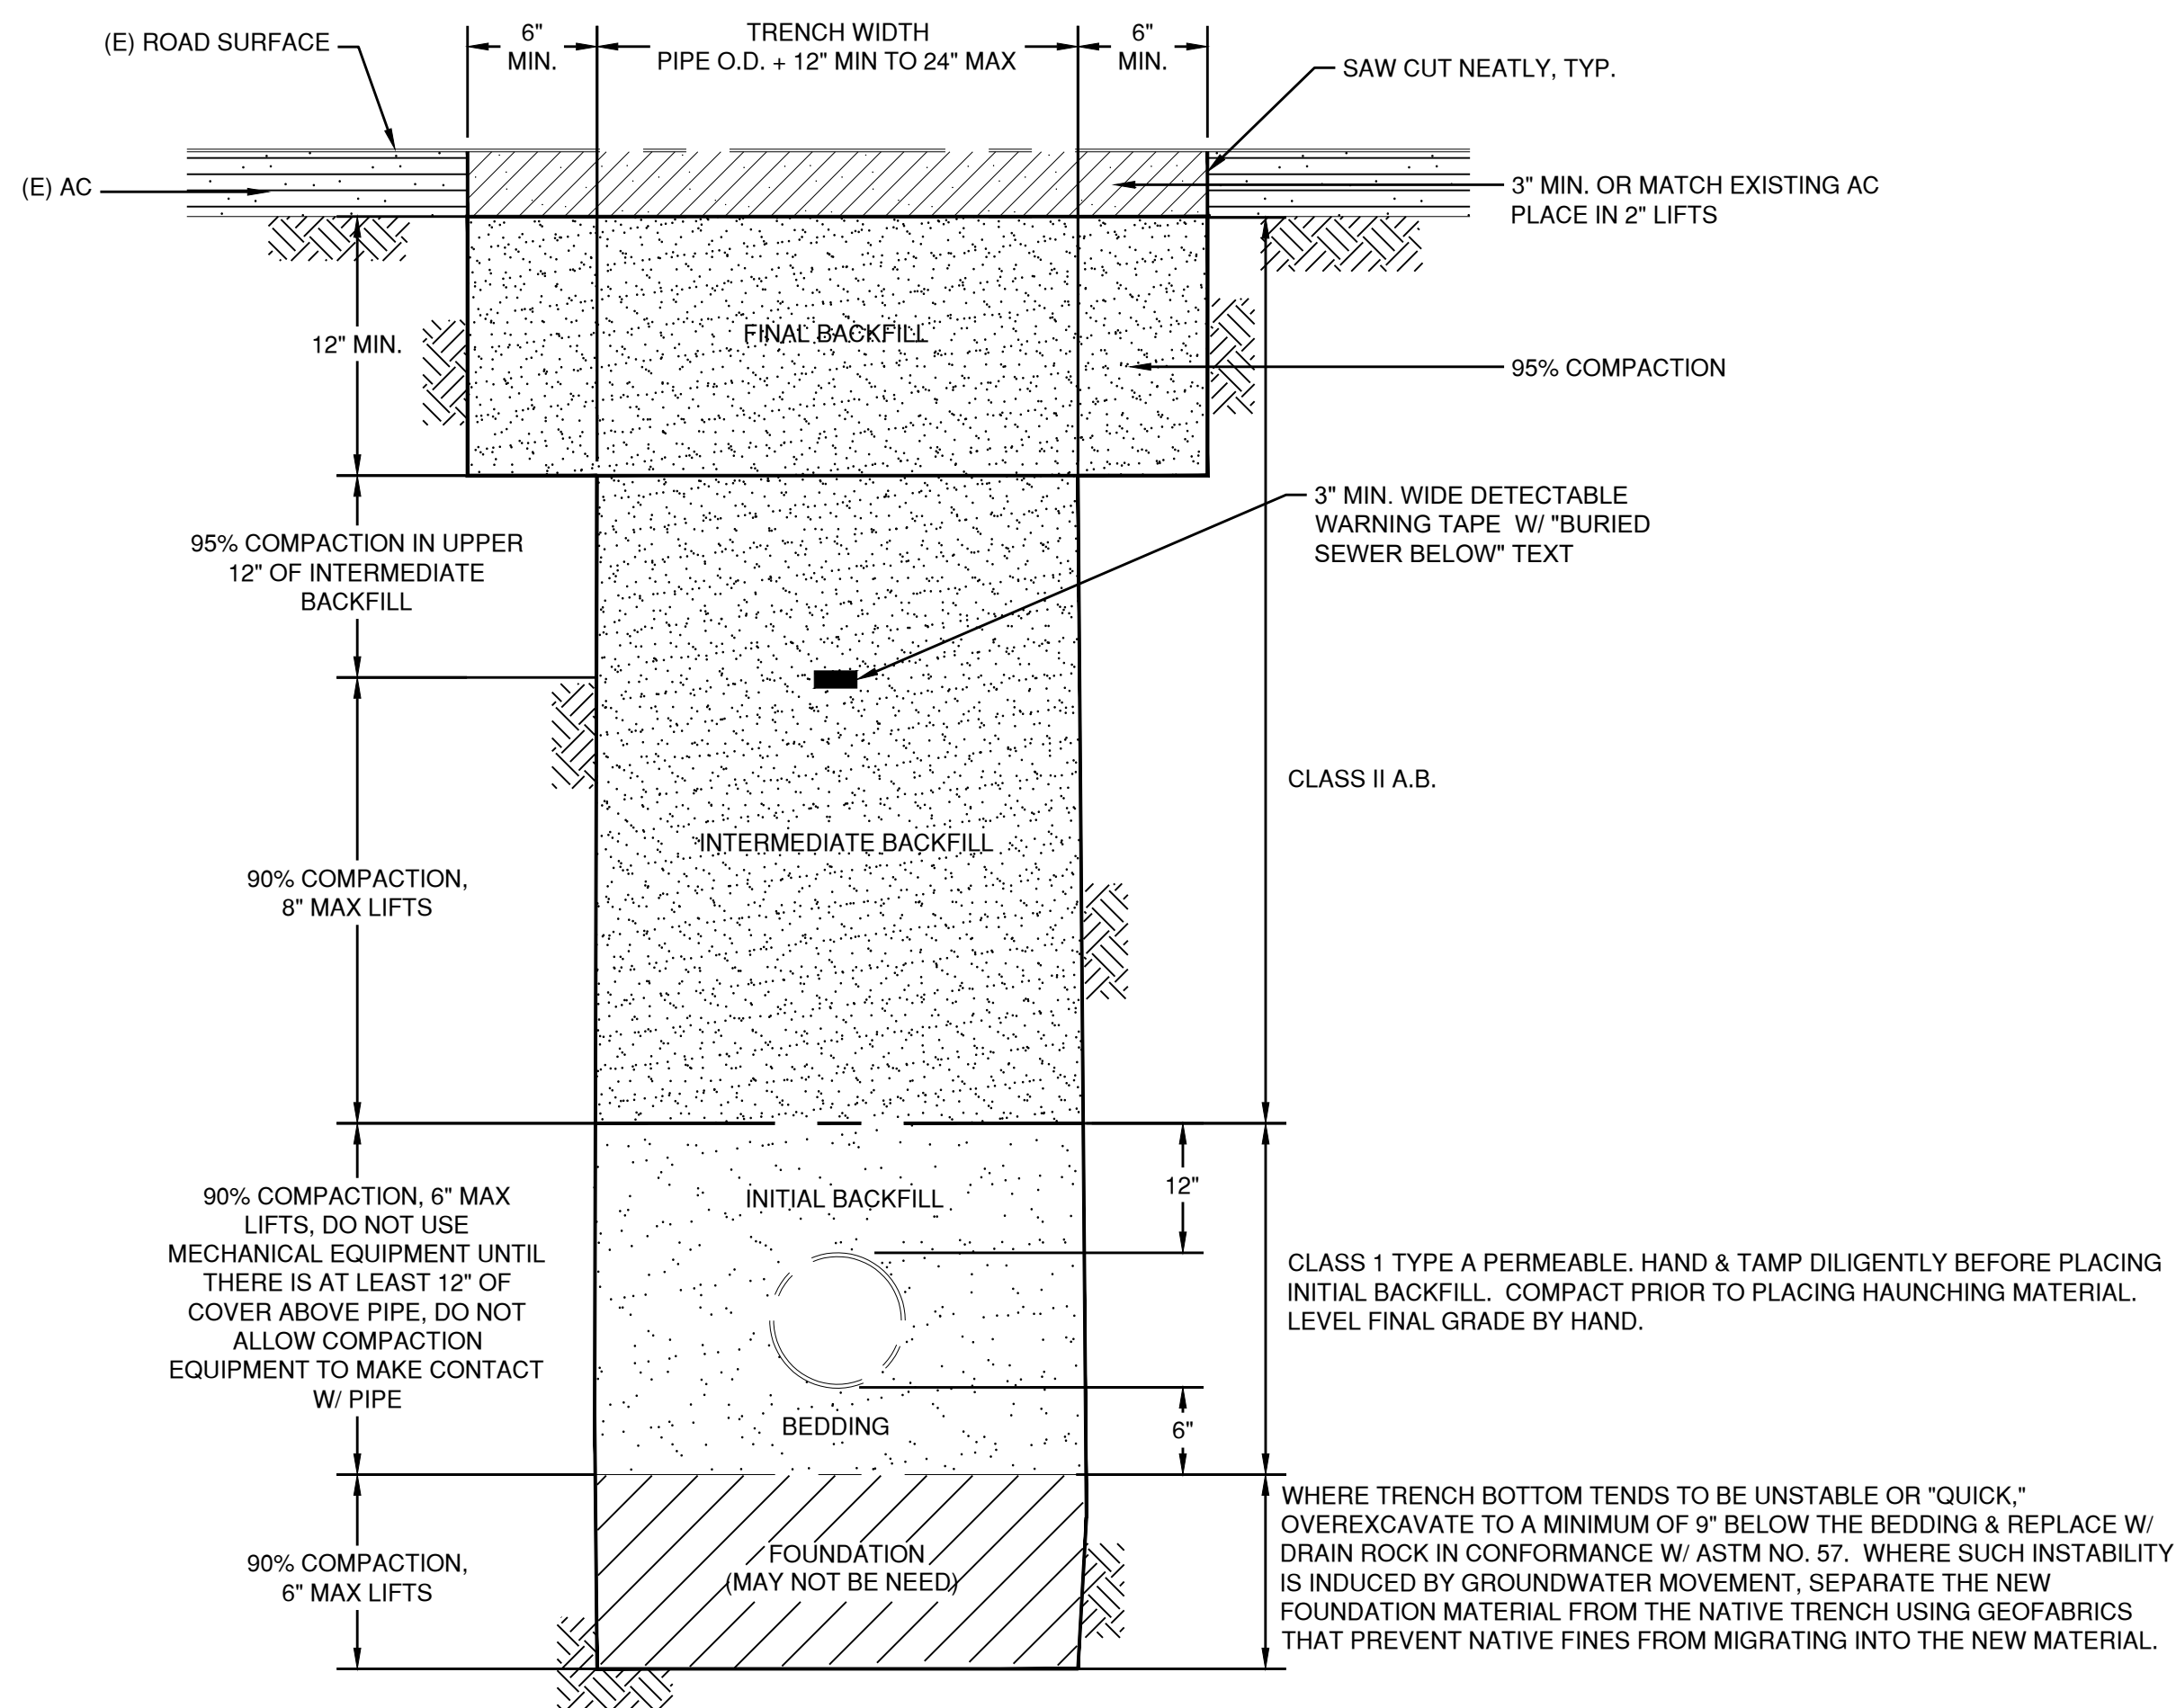 (E) ROAD SURFACE
6"
MIN.
TRENCH WIDTH
PIPE O.D. + 12" MIN TO 24" MAX
6"
MIN.
SAW CUT NEATLY, TYP.
(E) AC
3" MIN. OR MATCH EXISTING AC
PLACE IN 2" LIFTS
12" MIN.
FINAL BACKFILL
95% COMPACTION
95% COMPACTION IN UPPER
12" OF INTERMEDIATE
BACKFILL
3" MIN. WIDE DETECTABLE
WARNING TAPE W/ "BURIED
SEWER BELOW" TEXT
CLASS II A.B.
INTERMEDIATE BACKFILL
90% COMPACTION,
8" MAX LIFTS
90% COMPACTION, 6" MAX
LIFTS, DO NOT USE
MECHANICAL EQUIPMENT UNTIL
THERE IS AT LEAST 12" OF
COVER ABOVE PIPE, DO NOT
ALLOW COMPACTION
EQUIPMENT TO MAKE CONTACT
W/ PIPE
INITIAL BACKFILL
12"
CLASS 1 TYPE A PERMEABLE. HAND & TAMP DILIGENTLY BEFORE PLACING
INITIAL BACKFILL. COMPACT PRIOR TO PLACING HAUNCHING MATERIAL.
LEVEL FINAL GRADE BY HAND.
BEDDING
6"
90% COMPACTION,
6" MAX LIFTS
FOUNDATION
(MAY NOT BE NEED)
WHERE TRENCH BOTTOM TENDS TO BE UNSTABLE OR "QUICK,"
OVEREXCAVATE TO A MINIMUM OF 9" BELOW THE BEDDING & REPLACE W/
DRAIN ROCK IN CONFORMANCE W/ ASTM NO. 57. WHERE SUCH INSTABILITY
IS INDUCED BY GROUNDWATER MOVEMENT, SEPARATE THE NEW
FOUNDATION MATERIAL FROM THE NATIVE TRENCH USING GEOFABRICS
THAT PREVENT NATIVE FINES FROM MIGRATING INTO THE NEW MATERIAL.